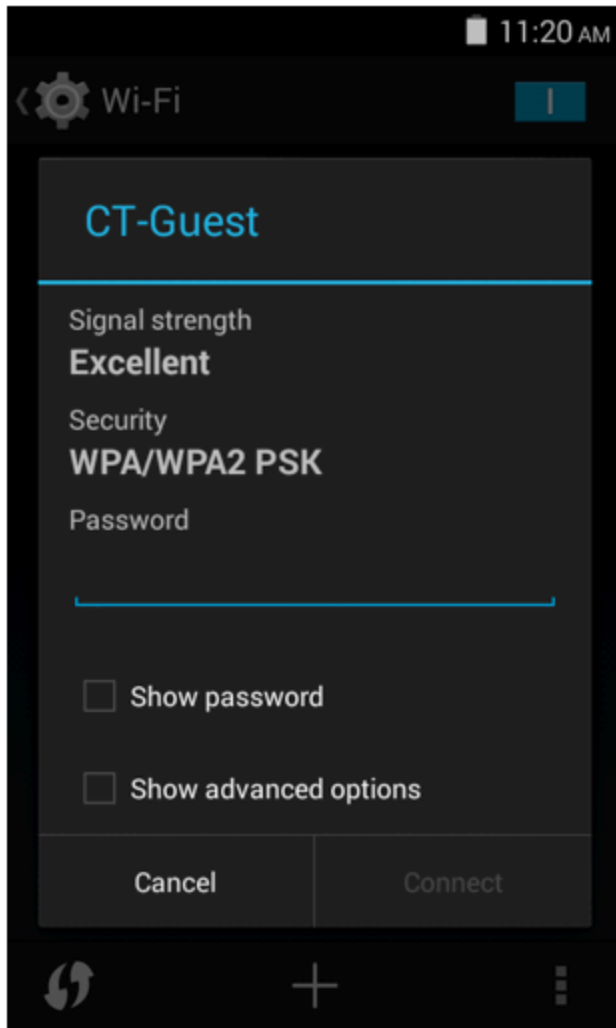 11:20 AM
Wi-Fi
CT-Guest
Signal strength
Excellent
Security
WPA/WPA2 PSK
Password
Show password
Show advanced options
Cancel Connect